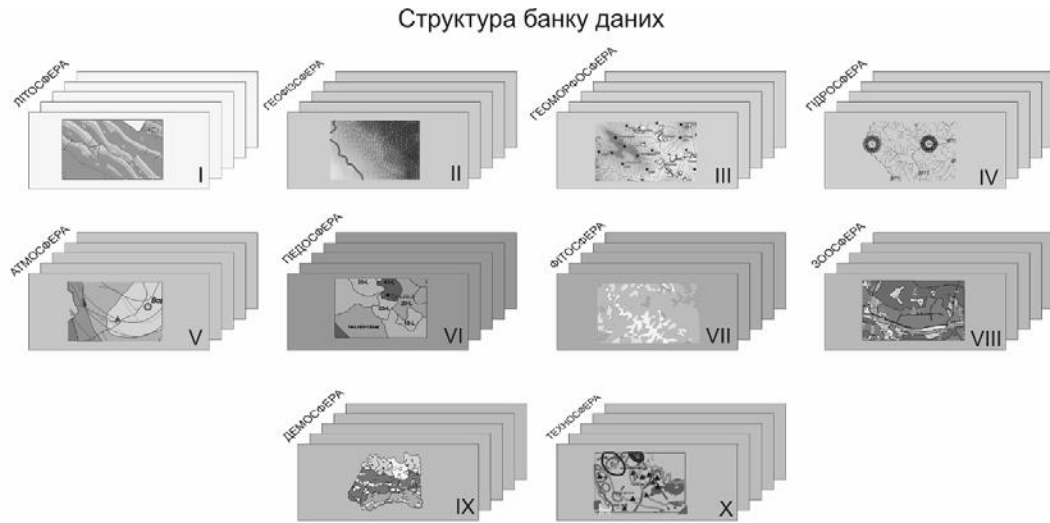 Структура банку даних
ЛІТОСФЕРА
I
ГЕОФІЗСФЕРА
II
ГЕОМОРФОСФЕРА
III
ГІДРОСФЕРА
IV
АТМОСФЕРА
V
ПЕДОСФЕРА
VI
ФІТОСФЕРА
VII
ЗООСФЕРА
VIII
ДЕМОСФЕРА
IX
ТЕХНОСФЕРА
X